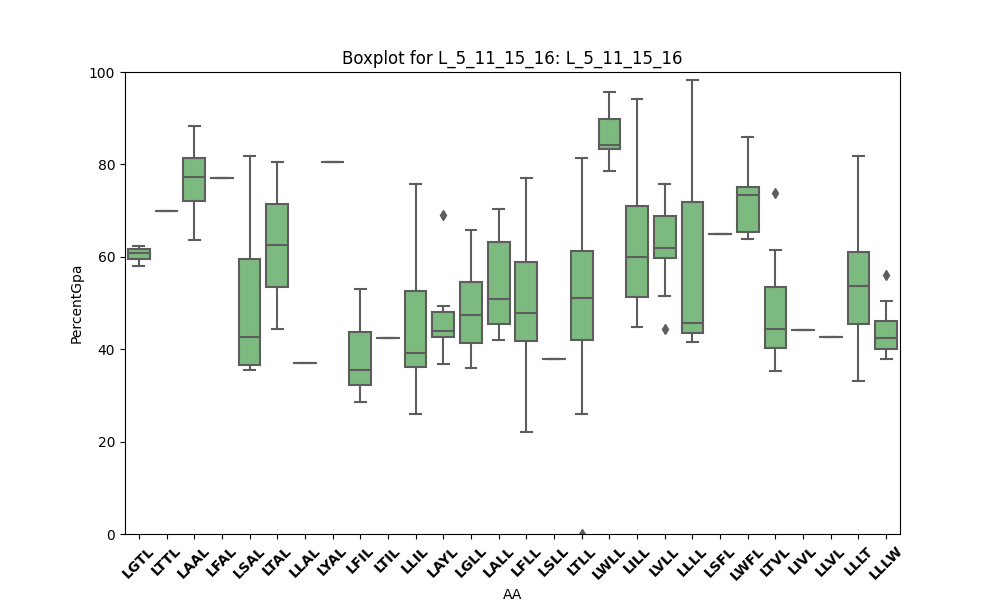 Boxplot for L_5_11_15_16: L_5_11_15_16
100
80
60
40
20
0
PercentGpa
LGTL
LTTL
LAAL
LFAL
LSAL
LTAL
LLAL
LYAL
LFIL
LTIL
LLIL
LAYL
LGLL
LALL
LFLL
LSLL
LTLL
LWLL
LILL
LVLL
LLLL
LSFL
LWFL
LTVL
LIVL
LLVL
LLLT
LLLW
AA